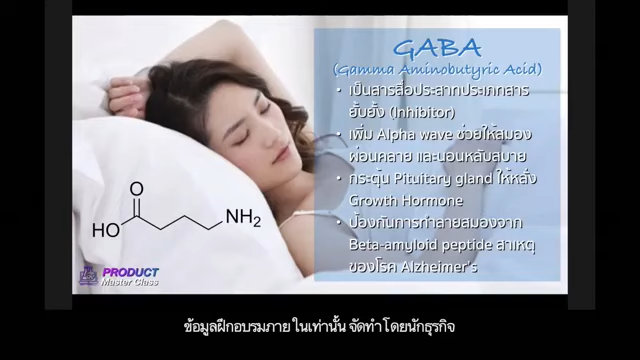 GABA
(Gamma Aminobutyric Acid)
• เป็นสารสื่อประสาทประเภทสาร
ยับยั้ง (Inhibitor)
• เพิ่ม Alpha wave ช่วยให้สมอง
ผ่อนคลาย และนอนหลับสบาย
• กระตุ้น Pituitary gland ให้หลั่ง
Growth Hormone
• ป้องกันการทำลายสมองจาก
Beta-amyloid peptide สาเหตุ
ของโรค Alzheimer's
O
HO
NH2
PRODUCT
Master Class
ข้อมูลฝึกอบรมภายในเท่านั้น จัดทำโดยนักธุรกิจ